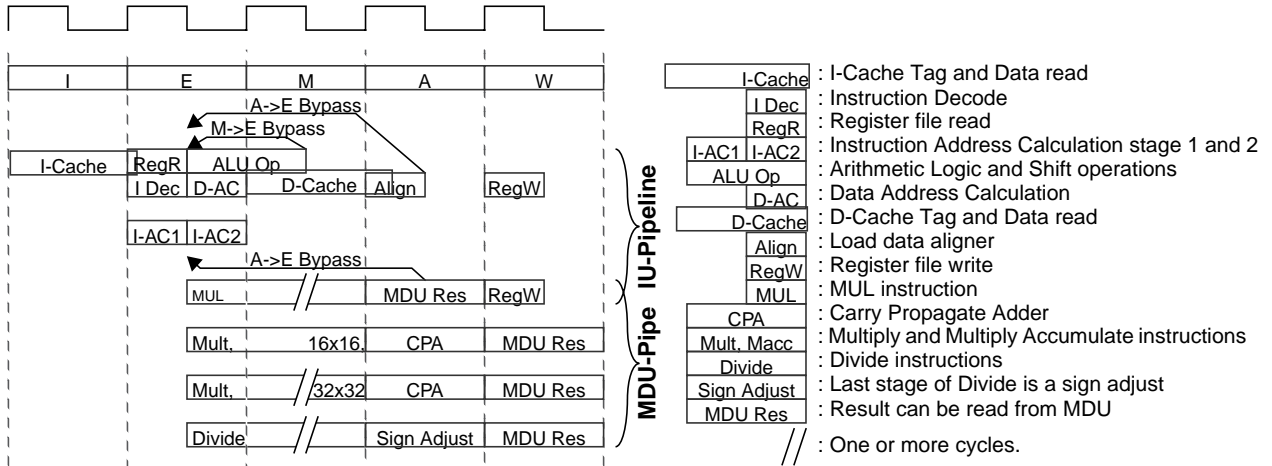 I E M A W
A->E Bypass
M->E Bypass
I-Cache RegR ALU Op
I Dec D-AC D-Cache Align RegW
I-AC1 I-AC2
A->E Bypass
MUL // MDU Res RegW
Mult, 16x16, CPA MDU Res
Mult, // 32x32 CPA MDU Res
Divide // Sign Adjust MDU Res
IU-Pipeline
MDU-Pipe
I-Cache : I-Cache Tag and Data read
I Dec : Instruction Decode
RegR : Register file read
I-AC1 I-AC2 : Instruction Address Calculation stage 1 and 2
ALU Op : Arithmetic Logic and Shift operations
D-AC : Data Address Calculation
D-Cache : D-Cache Tag and Data read
Align : Load data aligner
RegW : Register file write
MUL : MUL instruction
CPA : Carry Propagate Adder
Mult, Macc : Multiply and Multiply Accumulate instructions
Divide : Divide instructions
Sign Adjust : Last stage of Divide is a sign adjust
MDU Res : Result can be read from MDU
// : One or more cycles.